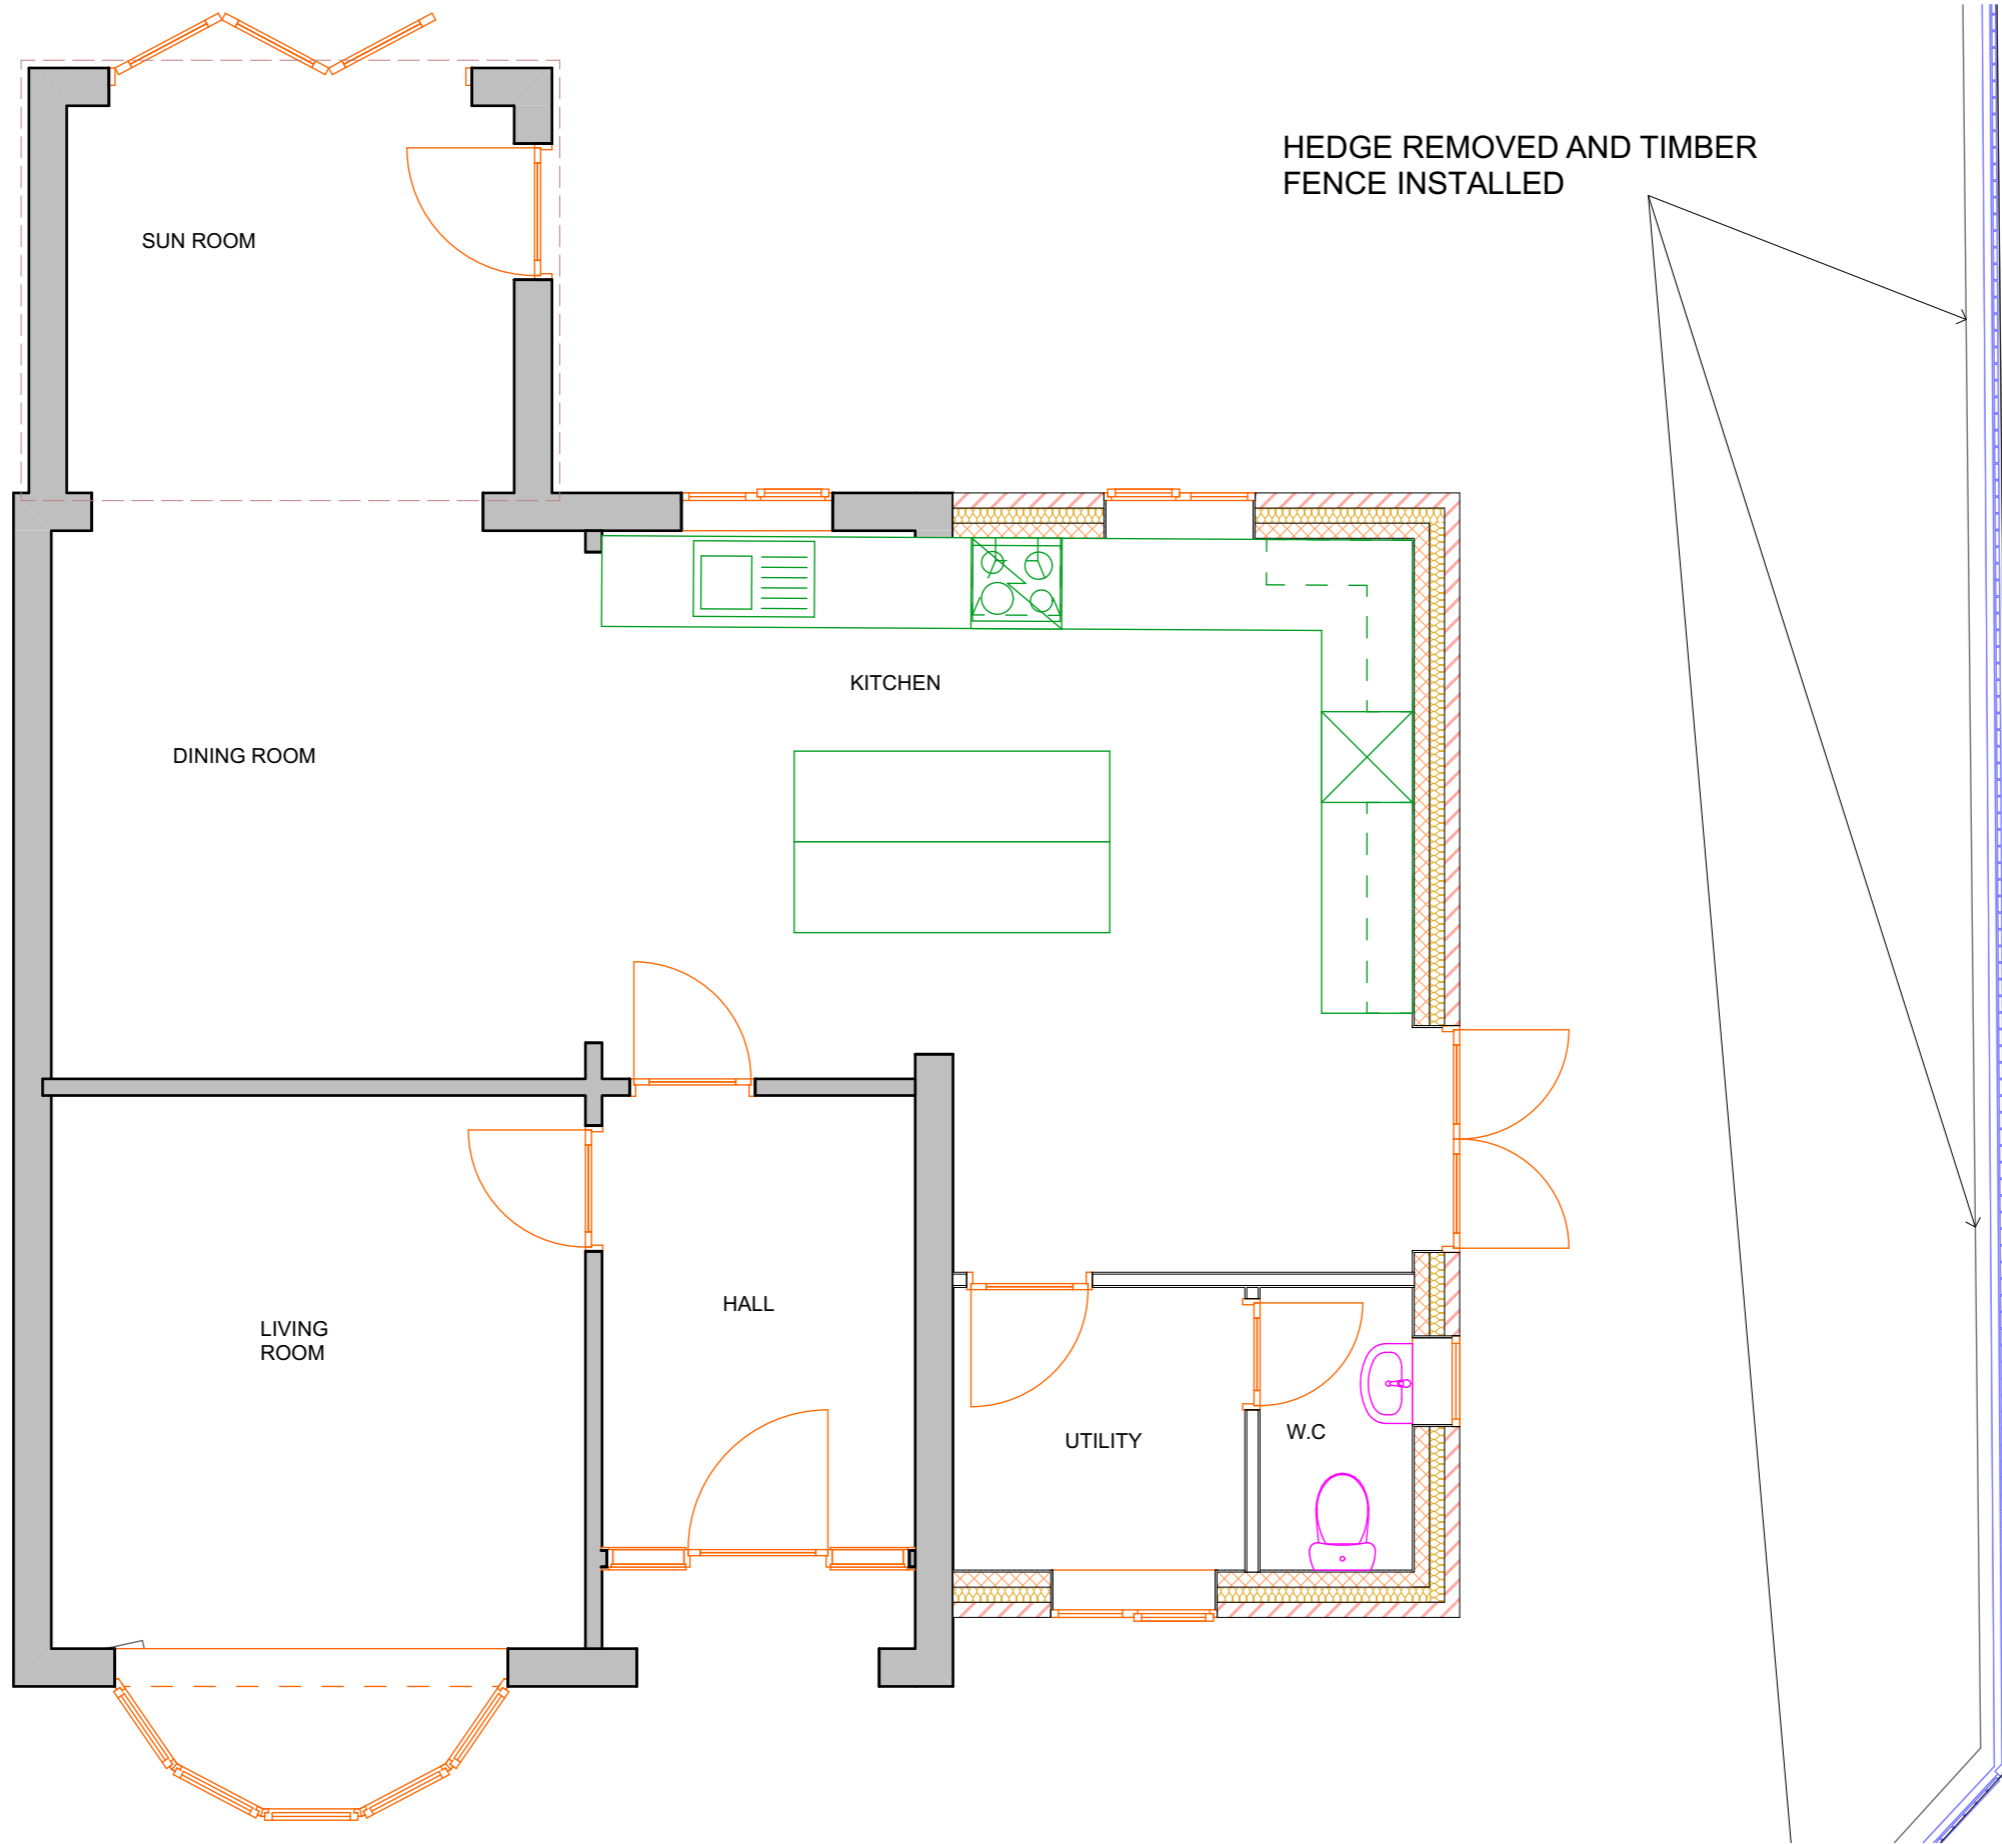 HEDGE REMOVED AND TIMBER
FENCE INSTALLED
SUN ROOM
KITCHEN
DINING ROOM
HALL
LIVING
ROOM
W.C
UTILITY